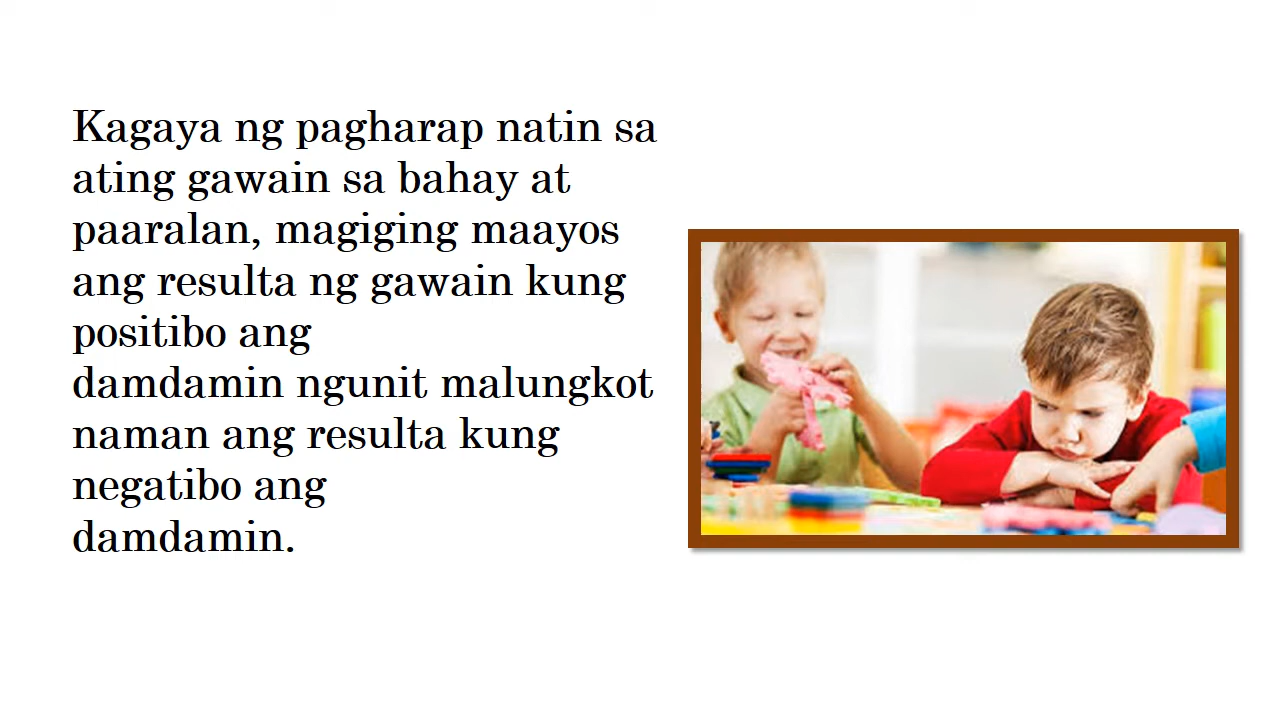 Kagaya ng pagharap natin sa
ating gawain sa bahay at
paaralan, magiging maayos
ang resulta ng gawain kung
positibo ang
damdamin ngunit malungkot
naman ang resulta kung
negatibo ang
damdamin.